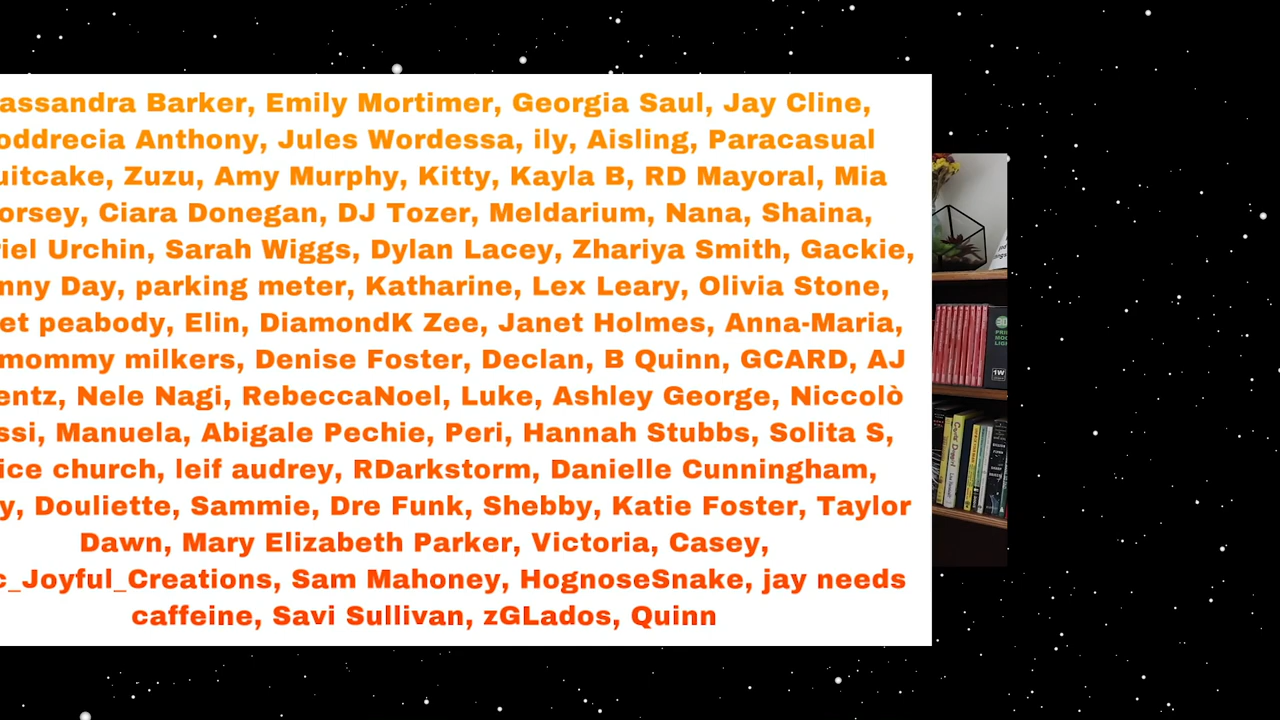 assandra Barker, Emily Mortimer, Georgia Saul, Jay Cline,
oddrecia Anthony, Jules Wordessa, ily, Aisling, Paracasual
uitcake, Zuzu, Amy Murphy, Kitty, Kayla B, RD Mayoral, Mia
orsey, Ciara Donegan, DJ Tozer, Meldarium, Nana, Shaina,
riel Urchin, Sarah Wiggs, Dylan Lacey, Zhariya Smith, Gackie,
nny Day, parking meter, Katharine, Lex Leary, Olivia Stone,
et peabody, Elin, DiamondK Zee, Janet Holmes, Anna-Maria,
mommy milkers, Denise Foster, Declan, B Quinn, GCARD, AJ
entz, Nele Nagi, RebeccaNoel, Luke, Ashley George, Niccolò
ssi, Manuela, Abigale Pechie, Peri, Hannah Stubbs, Solita S,
ice church, leif audrey, RDarkstorm, Danielle Cunningham,
y, Douliette, Sammie, Dre Funk, Shebby, Katie Foster, Taylor
Dawn, Mary Elizabeth Parker, Victoria, Casey,
c_Joyful_Creations, Sam Mahoney, HognoseSnake, jay needs
caffeine, Savi Sullivan, zGLados, Quinn